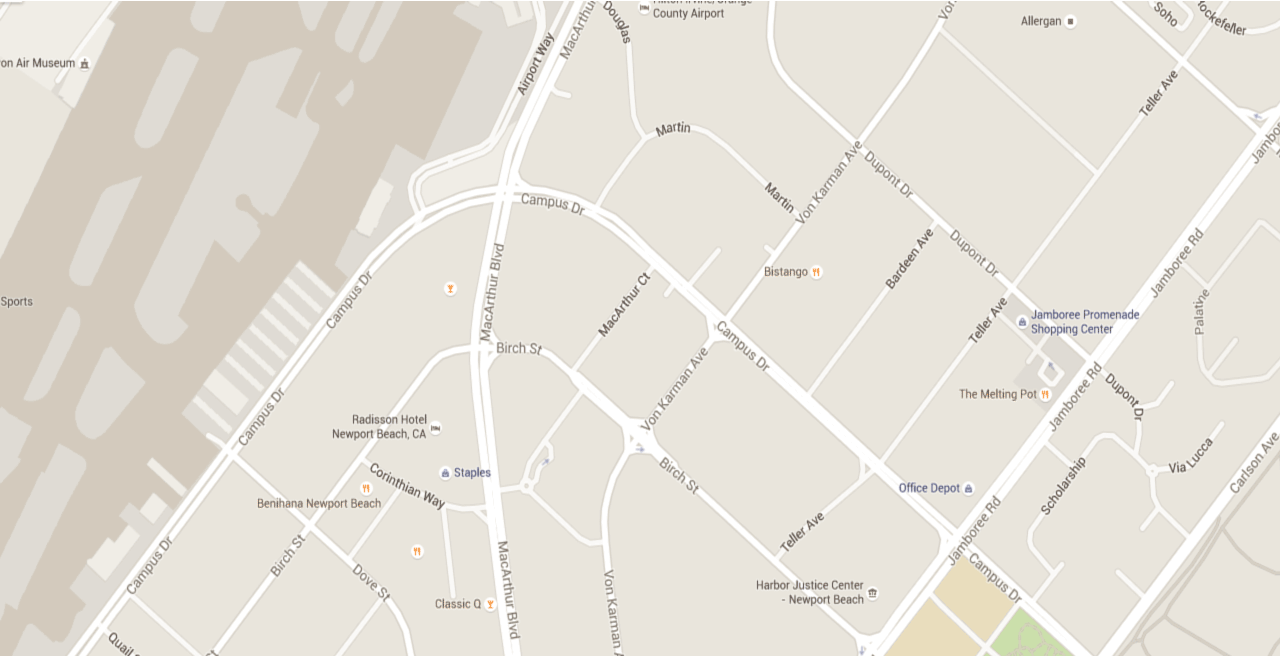 Hilton Irvine/Orange
County Airport
Douglas
MacArthur
Airport Way
Allergan
Soho
on Air Museum
Teller Ave
Martin
Martin
Von Karman Ave
Dupont Dr
Campus Dr
Bardeen Ave
Dupont Dr
Jamboree Rd
MacArthur Blvd
Campus Dr
Bistango
MacArthur Ct
Sports
Teller Ave
Palatine
Jamboree Promenade
Shopping Center
Birch St
Campus Dr
Von Karman Ave
The Melting Pot
Jamboree Rd
Dupont Dr
Campus Dr
Radisson Hotel
Newport Beach, CA
Via Lucca
Carlson Ave
Corinthian Way
Staples
Birch St
Office Depot
Scholarship
Benihana Newport Beach
Teller Ave
Jamboree Rd
Birch St
Campus Dr
Dove St
MacArthur Blvd
Von Karman A
Campus Dr
Harbor Justice Center
- Newport Beach
Classic Q
Quail